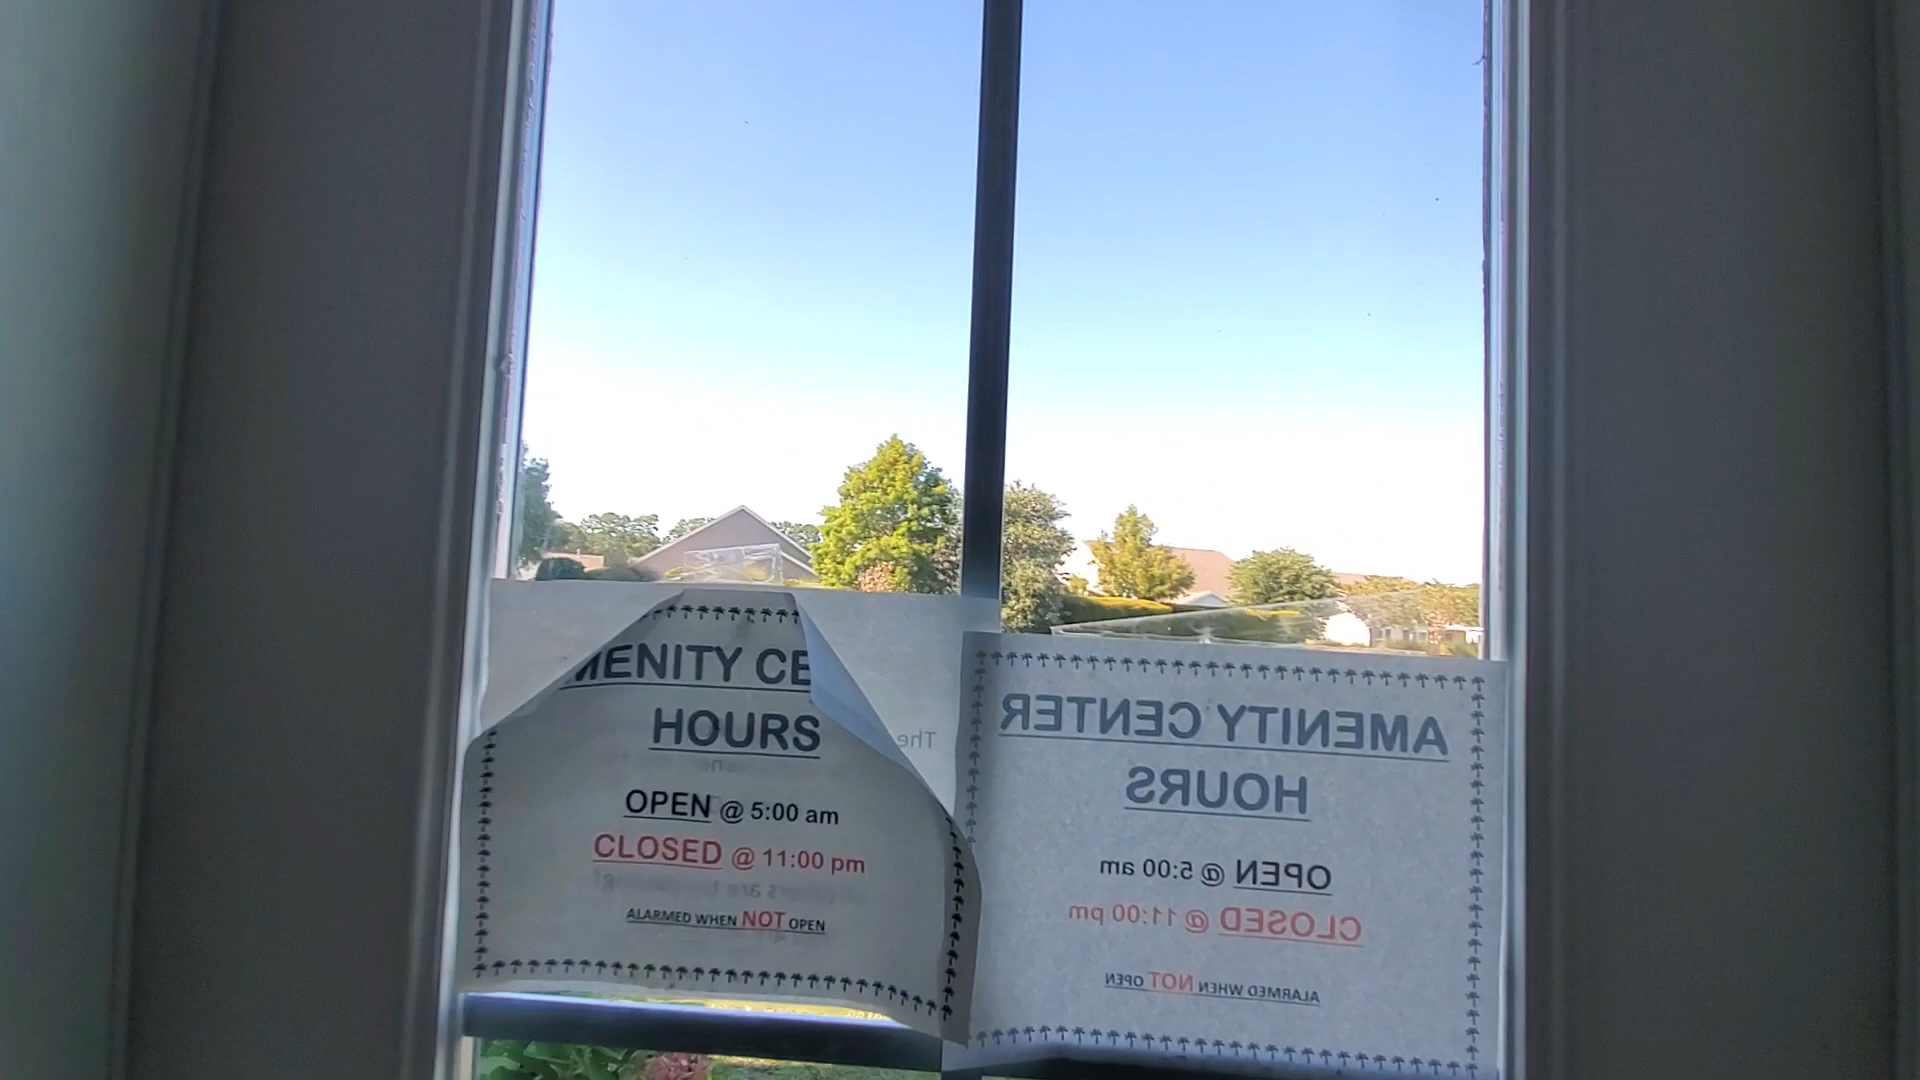 MENITY CE
HOURS
OPEN @ 5:00 am
CLOSED @ 11:00 pm
ALARMED WHEN NOT OPEN
The
AMENITY CENTER
HOURS
OPEN @ 5:00 am
CLOSED @ 11:00 pm
ALARMED WHEN NOT OPEN